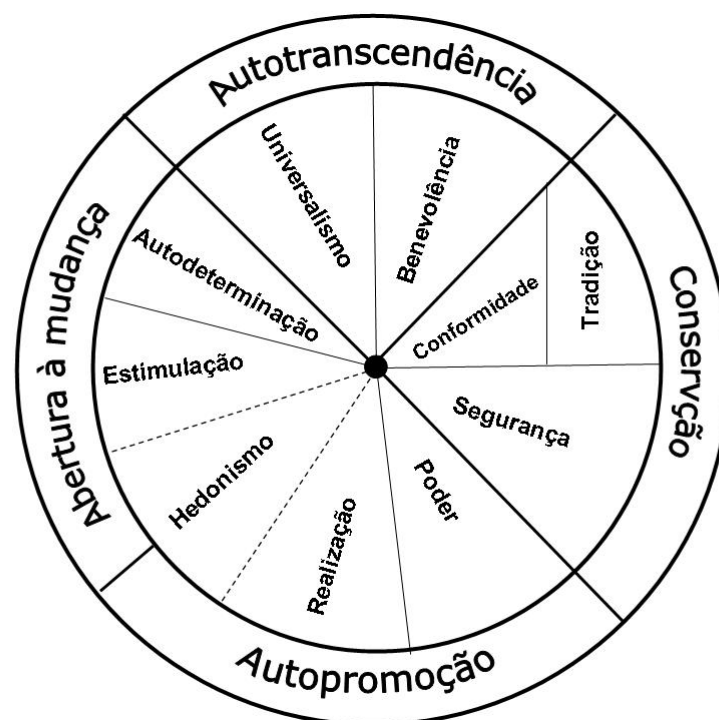 Autotranscendência
Universalismo
Benevolência
Autodeterminação
Conformidade
Tradição
Abertura à mudança
Estimulação
Conservção
Segurança
Hedonismo
Poder
Realização
Autopromoção